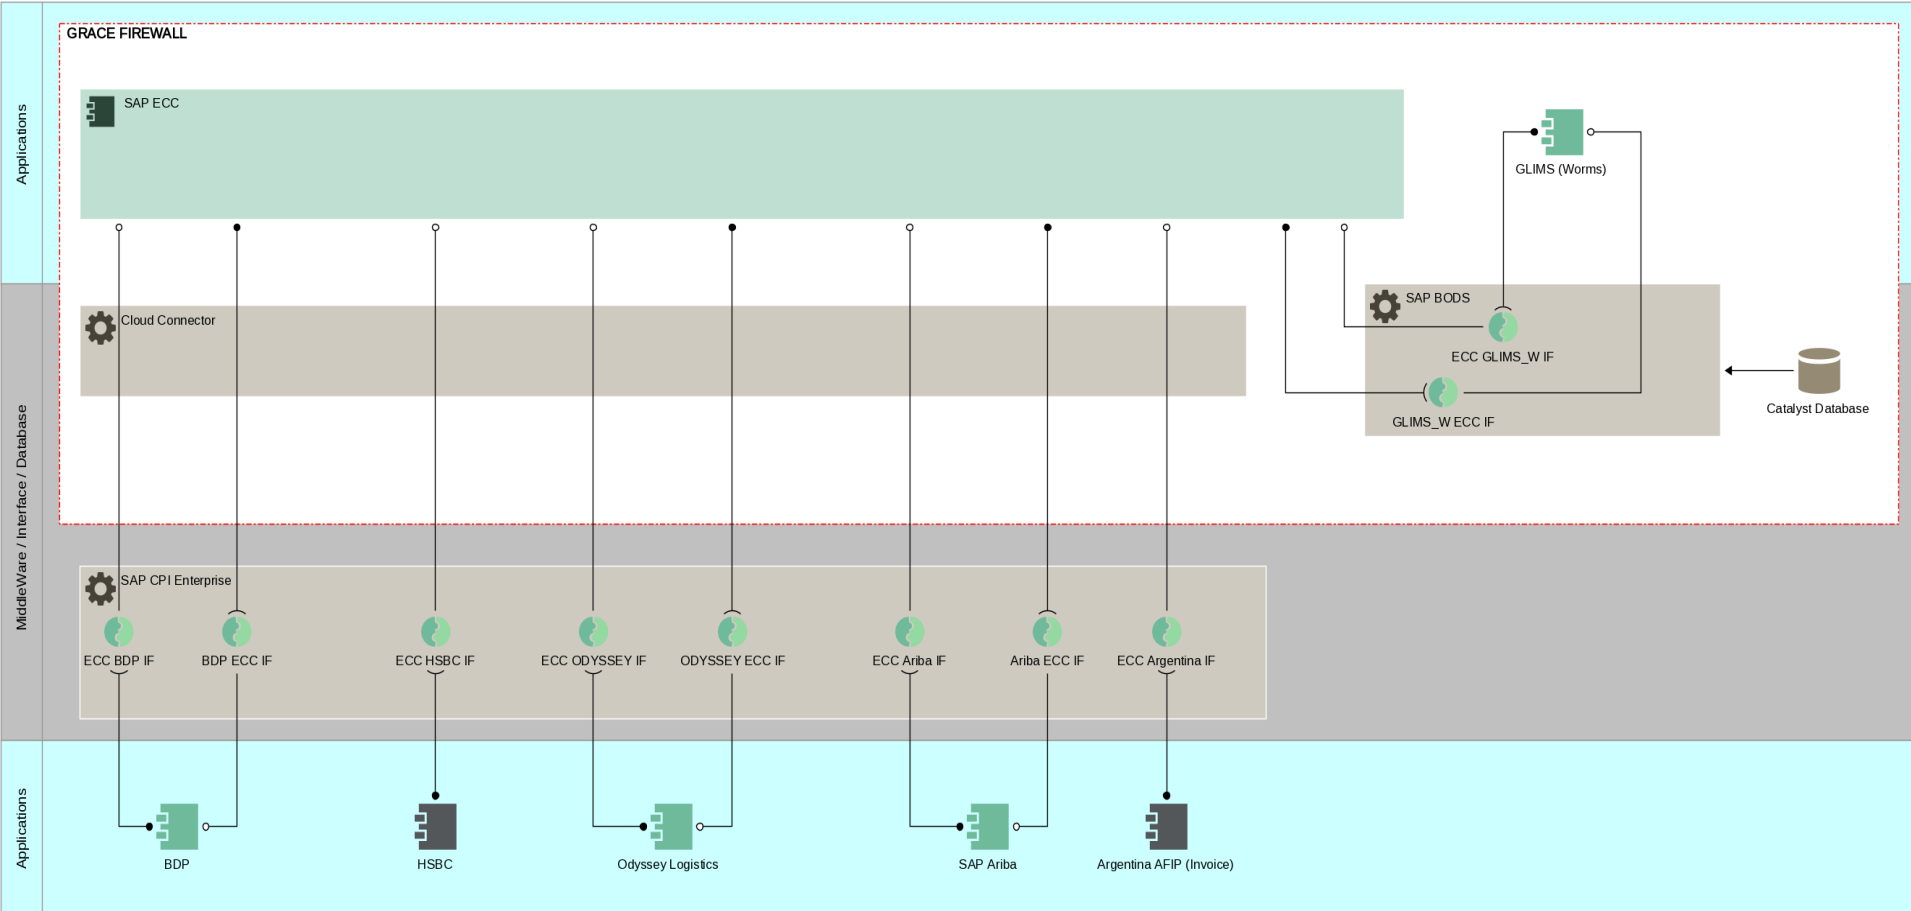 GRACE FIREWALL
Applications
SAP ECC
GLIMS (Worms)
MiddleWare / Interface / Database
Cloud Connector
SAP BODS
ECC GLIMS_W IF
GLIMS_W ECC IF
Catalyst Database
SAP CPI Enterprise
ECC BDP IF
BDP ECC IF
ECC HSBC IF
ECC ODYSSEY IF
ODYSSEY ECC IF
ECC Ariba IF
Ariba ECC IF
ECC Argentina IF
Applications
BDP
HSBC
Odyssey Logistics
SAP Ariba
Argentina AFIP (Invoice)